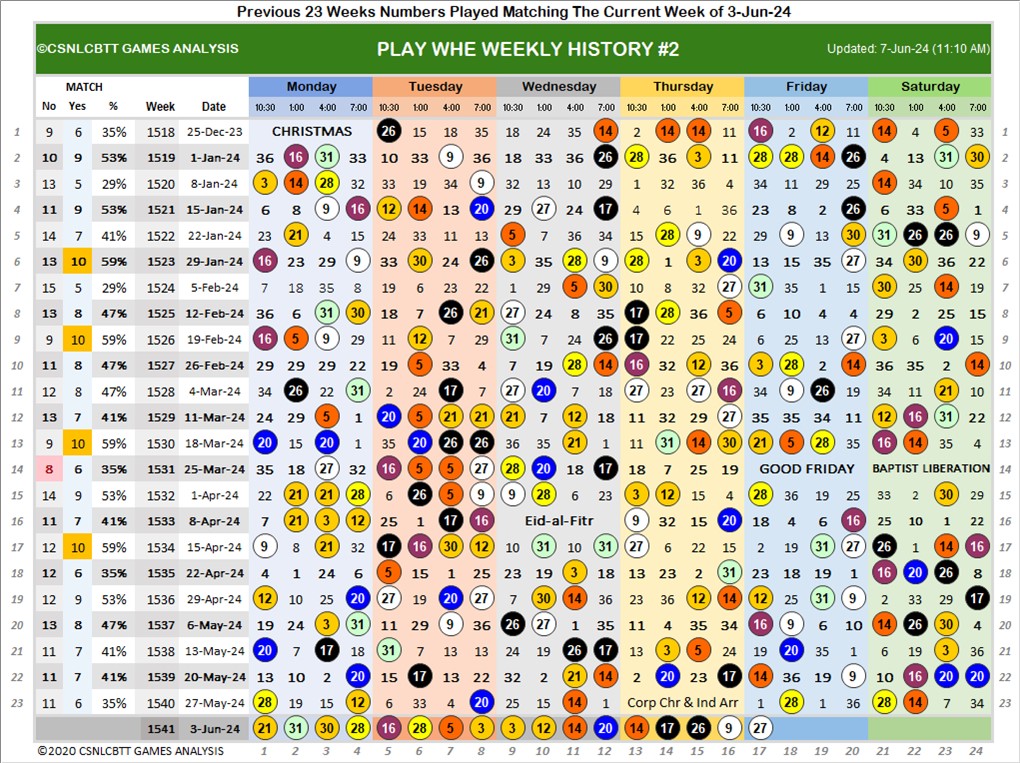 Previous 23 Weeks Numbers Played Matching The Current Week of 3-Jun-24
©CSNLCBTT GAMES ANALYSIS PLAY WHE WEEKLY HISTORY #2 Updated: 7-Jun-24 (11:10 AM)
MATCH Monday Tuesday Wednesday Thursday Friday Saturday
No Yes % Week Date 10:30 1:00 4:00 7:00 10:30 1:00 4:00 7:00 10:30 1:00 4:00 7:00 10:30 1:00 4:00 7:00 10:30 1:00 4:00 7:00 10:30 1:00 4:00 7:00
1 9 6 35% 1518 25-Dec-23 CHRISTMAS 26 15 18 35 18 24 35 14 2 14 14 11 16 2 12 11 14 4 5 33 1
2 10 9 53% 1519 1-Jan-24 36 16 31 33 10 33 9 36 18 33 36 26 28 36 3 11 28 28 14 26 4 13 31 30 2
3 13 5 29% 1520 8-Jan-24 3 14 28 32 33 19 34 9 32 13 10 29 1 32 36 4 34 11 29 25 14 34 10 35 3
4 11 9 53% 1521 15-Jan-24 6 8 9 16 12 14 13 20 29 27 24 17 4 6 1 36 23 8 2 26 6 33 5 1 4
5 14 7 41% 1522 22-Jan-24 23 21 4 15 24 33 11 13 5 7 36 34 15 28 9 22 29 9 13 30 31 26 26 9 5
6 13 10 59% 1523 29-Jan-24 16 23 29 9 33 30 24 26 3 35 28 9 28 1 3 20 13 15 35 27 34 30 36 22 6
7 15 5 29% 1524 5-Feb-24 7 18 35 8 19 6 23 22 1 29 5 30 10 8 32 27 31 35 1 15 30 25 14 19 7
8 13 8 47% 1525 12-Feb-24 36 6 31 30 18 7 26 21 27 24 8 35 17 28 36 5 6 10 4 4 29 2 25 15 8
9 9 10 59% 1526 19-Feb-24 16 5 9 29 11 12 7 29 31 7 24 26 17 22 25 26 6 25 13 27 3 6 20 15 9
10 11 8 47% 1527 26-Feb-24 29 29 29 22 19 5 33 4 7 19 28 14 16 32 12 36 3 28 2 14 36 35 2 14 10
11 12 8 47% 1528 4-Mar-24 34 26 22 31 2 24 17 7 27 20 7 18 27 23 27 16 34 9 26 19 34 11 21 10 11
12 13 7 41% 1529 11-Mar-24 24 29 5 1 20 5 21 21 21 7 12 18 11 32 29 27 35 35 34 11 12 16 31 22 12
13 9 10 59% 1530 18-Mar-24 20 15 20 1 35 20 26 26 36 35 21 1 11 31 14 30 21 5 28 35 16 14 35 4 13
14 8 6 35% 1531 25-Mar-24 35 18 27 32 16 5 5 27 28 20 18 17 18 7 25 19 GOOD FRIDAY BAPTIST LIBERATION 14
15 14 9 53% 1532 1-Apr-24 22 21 21 28 6 26 5 9 9 28 6 23 3 12 15 4 28 36 19 25 33 2 30 29 15
16 11 7 41% 1533 8-Apr-24 7 21 3 12 25 1 17 16 Eid-al-Fitr 9 32 15 20 18 4 6 16 25 10 1 22 16
17 12 10 59% 1534 15-Apr-24 9 8 21 32 17 16 30 12 10 31 10 31 27 6 22 15 2 19 31 27 26 1 14 16 17
18 12 6 35% 1535 22-Apr-24 4 1 24 6 5 15 1 25 23 19 3 18 13 23 2 31 23 18 19 1 16 20 26 8 18
19 12 9 53% 1536 29-Apr-24 12 10 25 20 27 19 20 27 7 30 14 36 23 36 12 14 12 25 31 9 2 33 29 17 19
20 13 8 47% 1537 6-May-24 19 24 3 31 11 29 9 36 26 27 1 35 11 4 35 34 16 9 6 10 14 26 30 4 20
21 11 7 41% 1538 13-May-24 20 7 17 18 31 7 13 13 24 19 26 17 13 3 5 24 19 20 35 1 6 19 3 36 21
22 11 7 41% 1539 20-May-24 13 10 2 20 15 17 13 22 32 2 21 14 2 20 23 17 14 36 19 9 10 16 20 20 22
23 11 6 35% 1540 27-May-24 28 19 15 12 6 33 4 20 25 15 14 1 Corp Chr & Ind Arr 1 28 1 36 28 14 7 34 23
1541 3-Jun-24 21 31 30 28 16 28 5 3 3 12 14 20 14 17 26 9 27
©2020 CSNLCBTT GAMES ANALYSIS 1 2 3 4 5 6 7 8 9 10 11 12 13 14 15 16 17 18 19 20 21 22 23 24